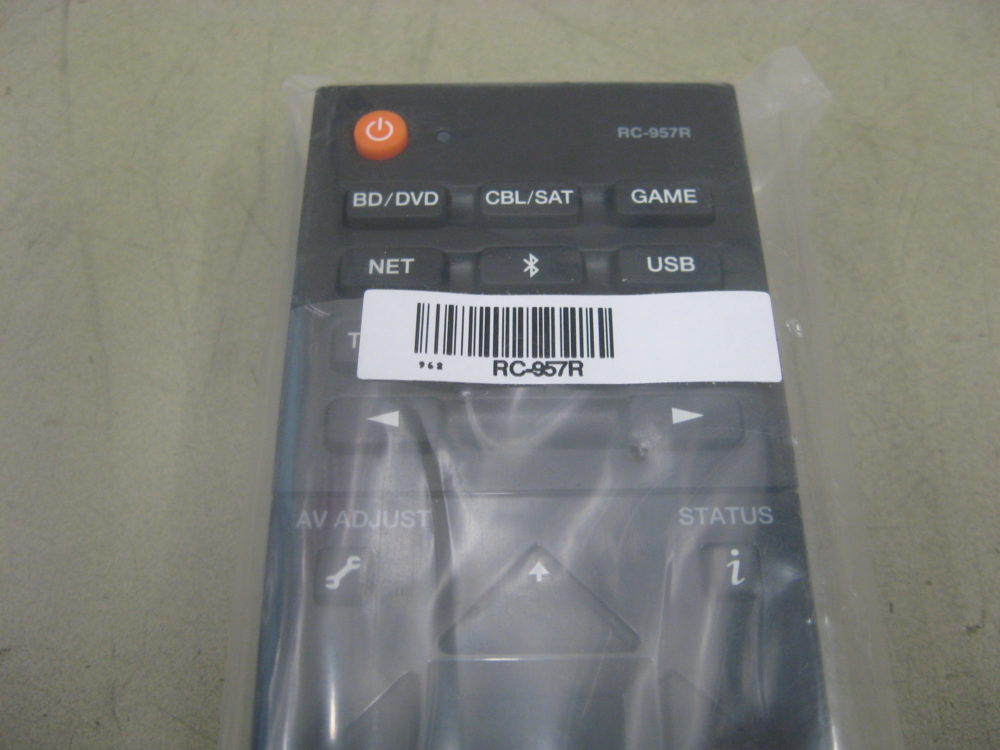 RC-957R
BD/DVD CBL/SAT GAME
NET USB
T
968
RC-957R
AV ADJUST STATUS
i